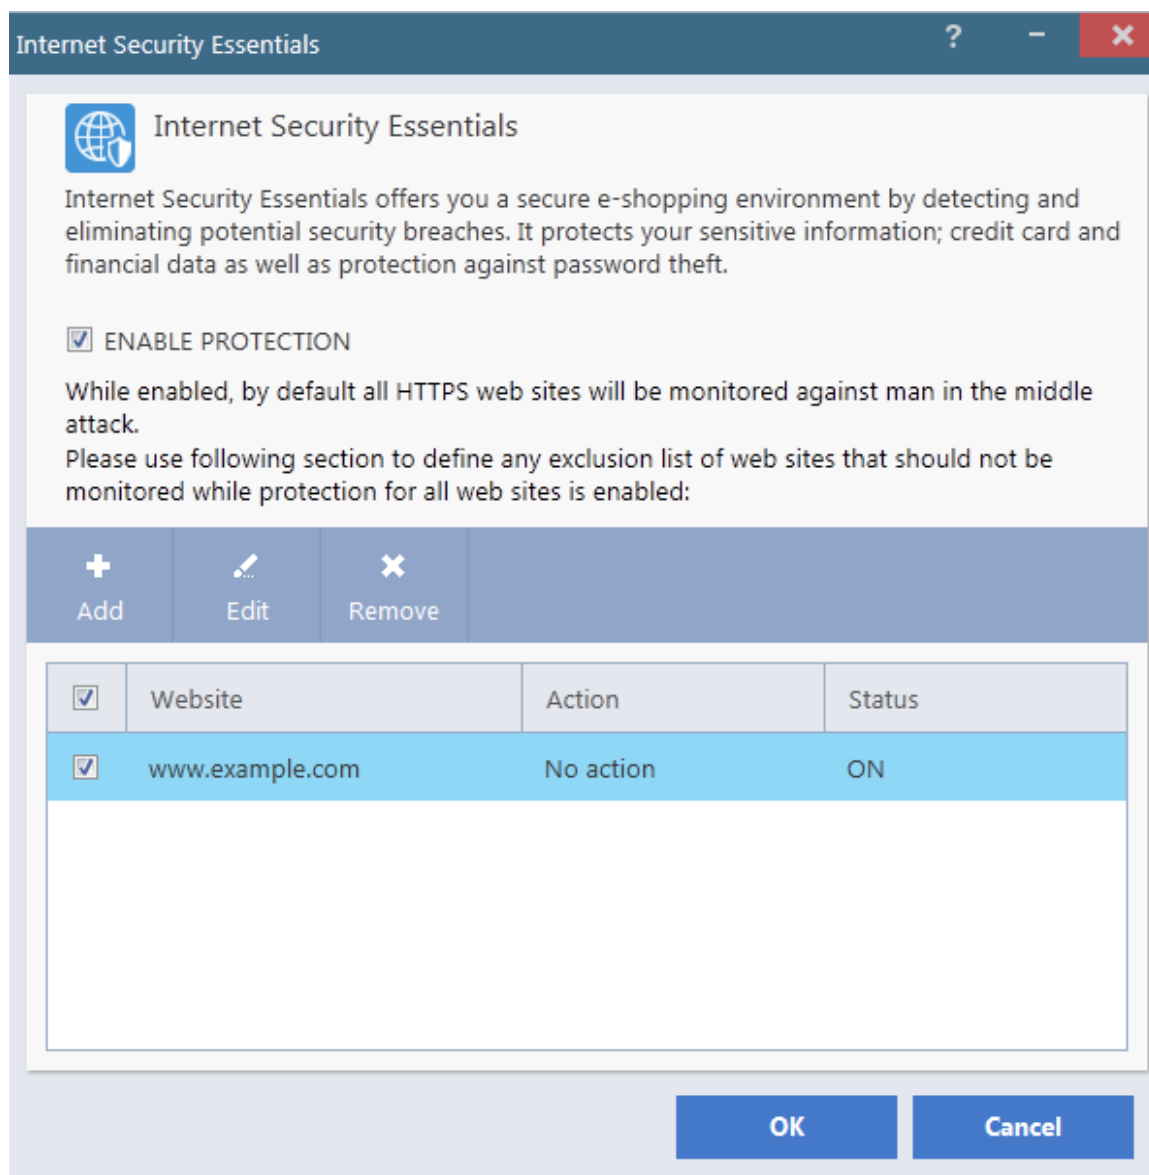 Internet Security Essentials ? –
Internet Security Essentials
Internet Security Essentials offers you a secure e-shopping environment by detecting and
eliminating potential security breaches. It protects your sensitive information; credit card and
financial data as well as protection against password theft.
ENABLE PROTECTION
While enabled, by default all HTTPS web sites will be monitored against man in the middle
attack.
Please use following section to define any exclusion list of web sites that should not be
monitored while protection for all web sites is enabled:
Add Edit Remove
Website Action Status
www.example.com No action ON
OK Cancel